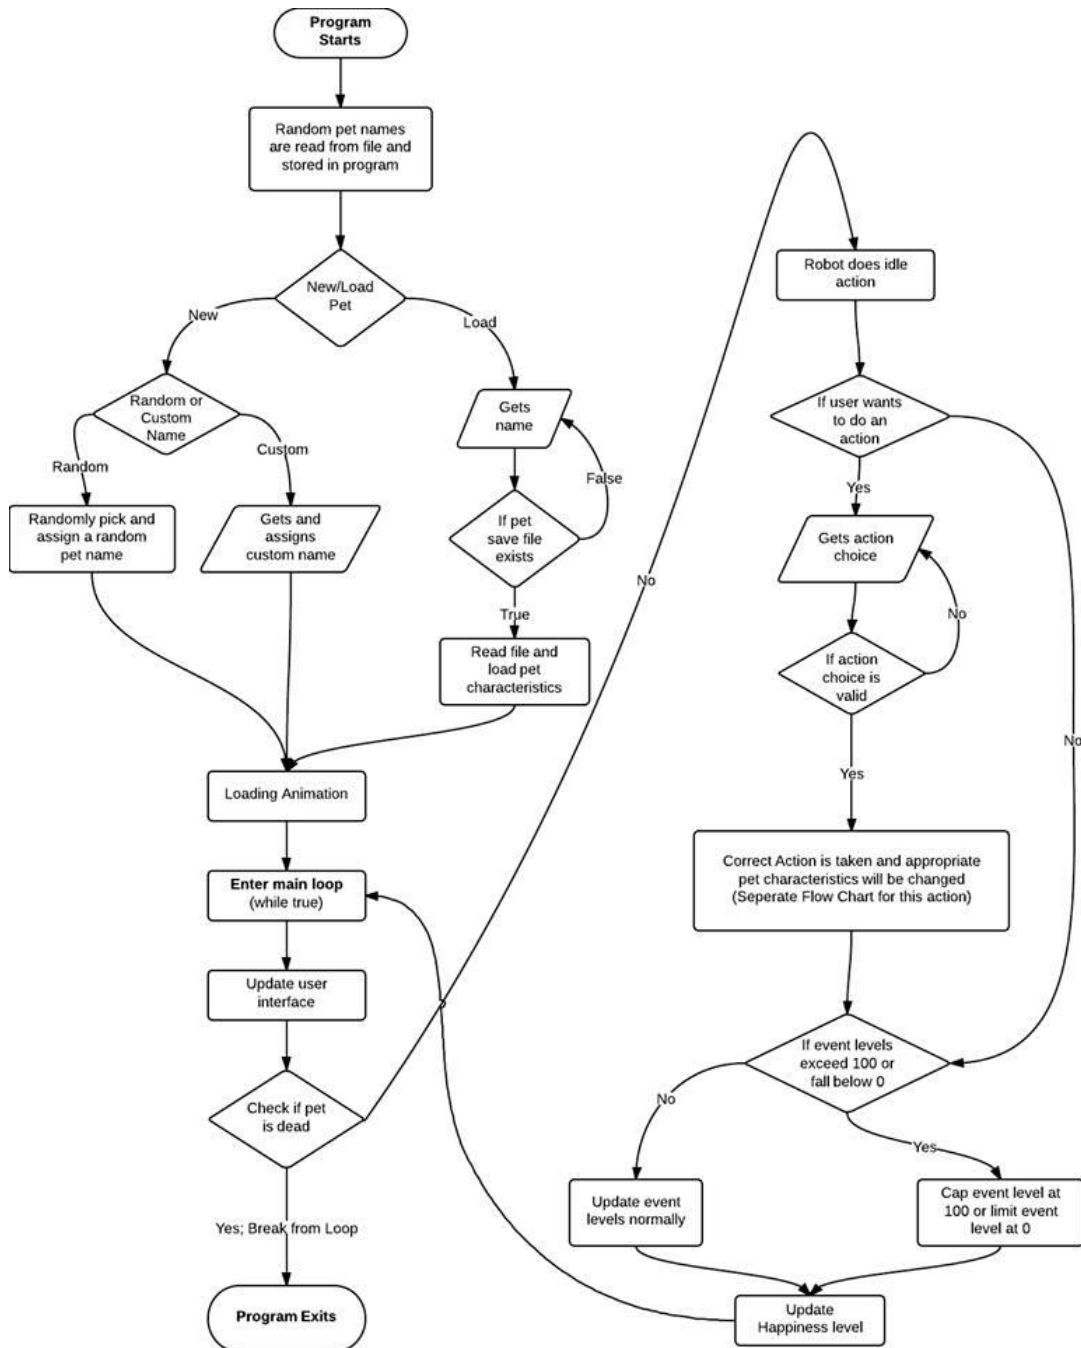 Program
Starts
Random pet names
are read from file and
stored in program
New/Load
Pet
New
Load
Random or
Custom
Name
Random
Custom
Randomly pick and
assign a random
pet name
Gets and
assigns
custom name
Gets
name
False
If pet
save file
exists
True
Read file and
load pet
characteristics
Loading Animation
Enter main loop
(while true)
Update user
interface
Check if pet
is dead
No
Yes; Break from Loop
Program Exits
Robot does idle
action
If user wants
to do an
action
Yes
No
Gets action
choice
No
If action
choice is
valid
Yes
Correct Action is taken and appropriate
pet characteristics will be changed
(Seperate Flow Chart for this action)
If event levels
exceed 100 or
fall below 0
No
Yes
Update event
levels normally
Cap event level at
100 or limit event
level at 0
Update
Happiness level